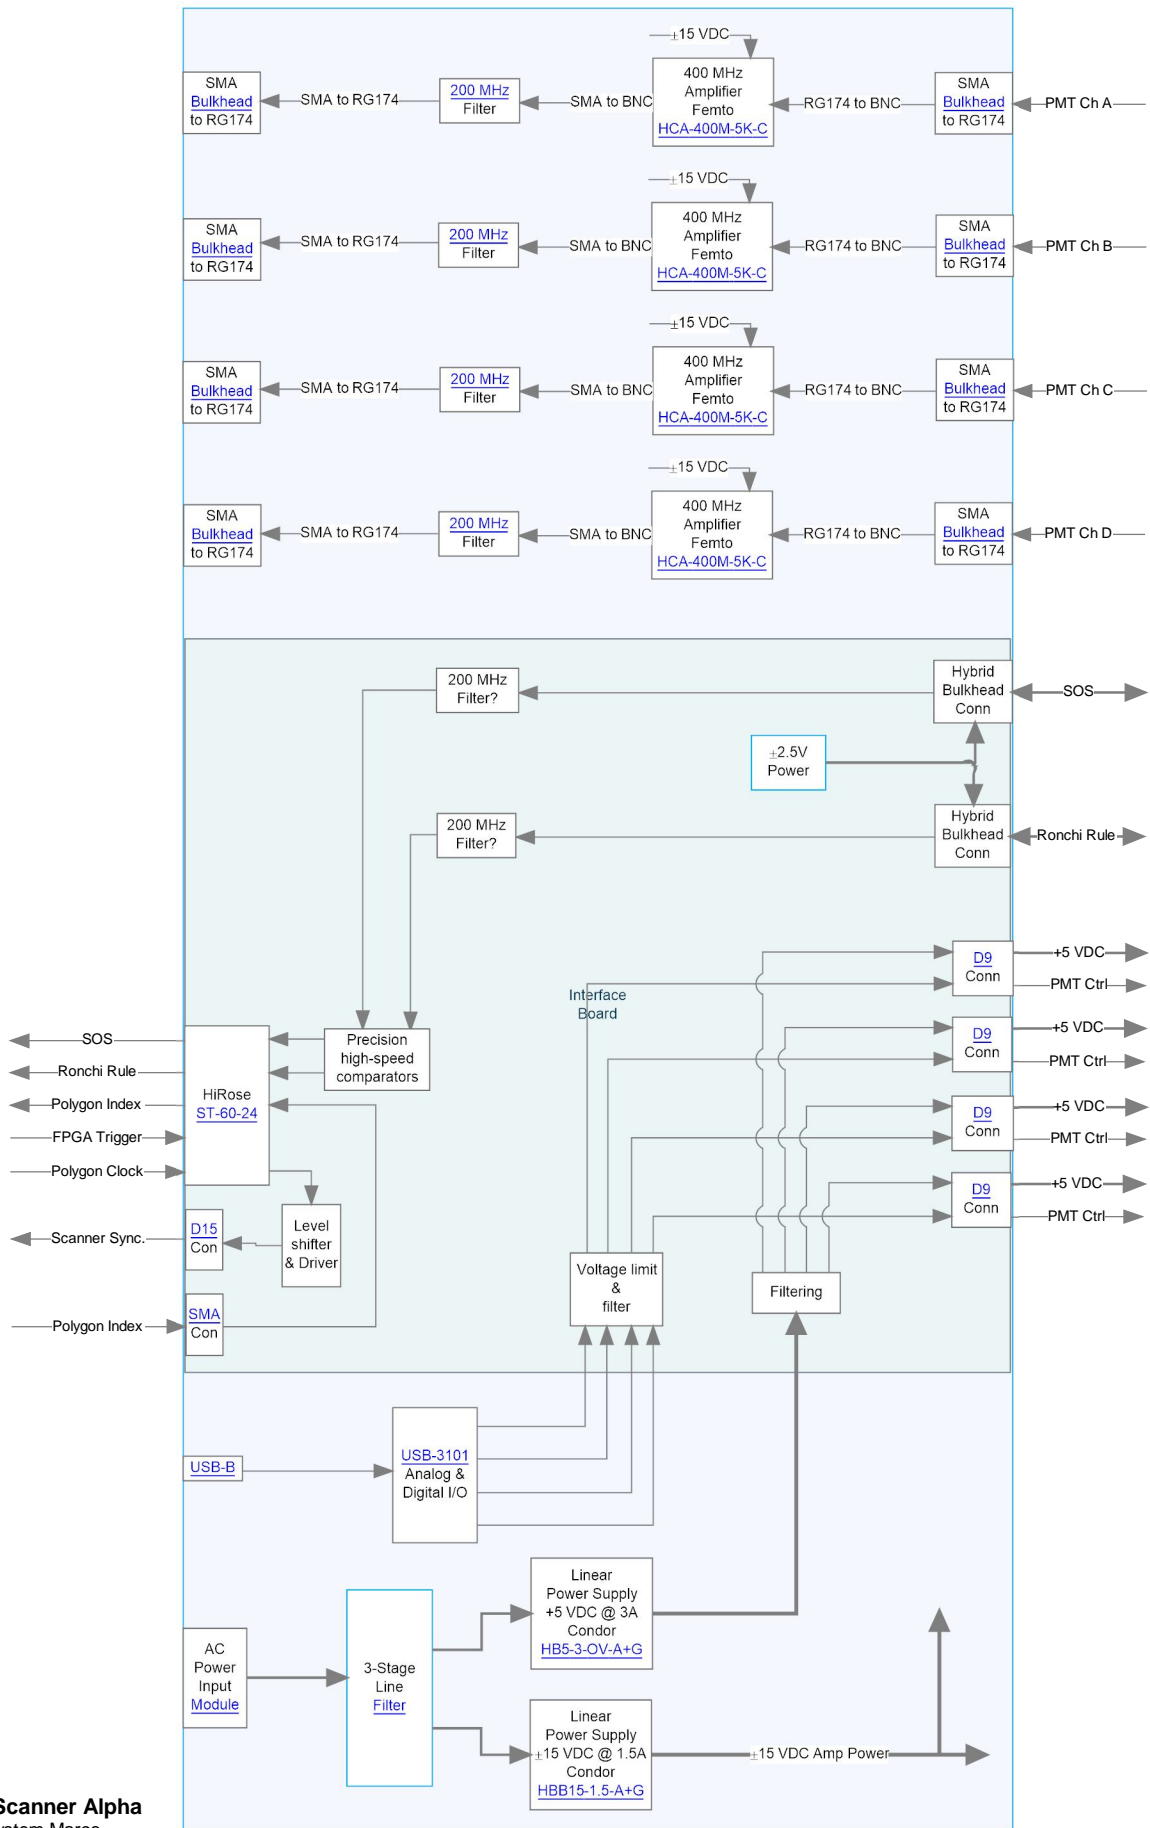 ±15 VDC
SMA
Bulkhead
to RG174
SMA to RG174
200 MHz
Filter
SMA to BNC
400 MHz
Amplifier
Femto
HCA-400M-5K-C
RG174 to BNC
SMA
Bulkhead
to RG174
PMT Ch A
±15 VDC
SMA
Bulkhead
to RG174
SMA to RG174
200 MHz
Filter
SMA to BNC
400 MHz
Amplifier
Femto
HCA-400M-5K-C
RG174 to BNC
SMA
Bulkhead
to RG174
PMT Ch B
±15 VDC
SMA
Bulkhead
to RG174
SMA to RG174
200 MHz
Filter
SMA to BNC
400 MHz
Amplifier
Femto
HCA-400M-5K-C
RG174 to BNC
SMA
Bulkhead
to RG174
PMT Ch C
±15 VDC
SMA
Bulkhead
to RG174
SMA to RG174
200 MHz
Filter
SMA to BNC
400 MHz
Amplifier
Femto
HCA-400M-5K-C
RG174 to BNC
SMA
Bulkhead
to RG174
PMT Ch D
200 MHz
Filter?
Hybrid
Bulkhead
Conn
SOS
±2.5V
Power
200 MHz
Filter?
Hybrid
Bulkhead
Conn
Ronchi Rule
D9
Conn
+5 VDC
PMT Ctrl
Interface
Board
D9
Conn
+5 VDC
PMT Ctrl
SOS
Ronchi Rule
Polygon Index
FPGA Trigger
Polygon Clock
HiRose
ST-60-24
Precision
high-speed
comparators
D9
Conn
+5 VDC
PMT Ctrl
D9
Conn
+5 VDC
PMT Ctrl
Scanner Sync.
D15
Con
Level
shifter
& Driver
Voltage limit
&
filter
Filtering
Polygon Index
SMA
Con
USB-B
USB-3101
Analog &
Digital I/O
AC
Power
Input
Module
3-Stage
Line
Filter
Linear
Power Supply
+5 VDC @ 3A
Condor
HB5-3-OV-A+G
Linear
Power Supply
±15 VDC @ 1.5A
Condor
HBB15-1.5-A+G
±15 VDC Amp Power
Scanner Alpha